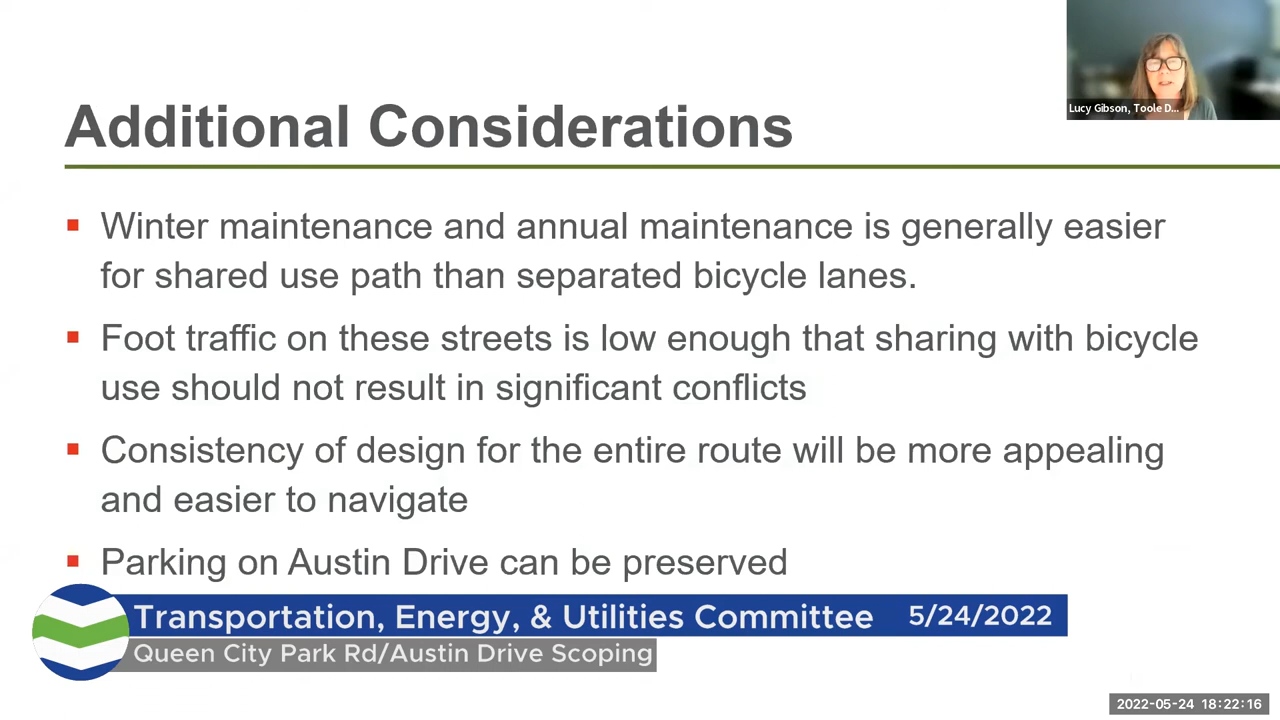 Additional Considerations
Lucy Gibson, Toole D...
Winter maintenance and annual maintenance is generally easier
for shared use path than separated bicycle lanes.
Foot traffic on these streets is low enough that sharing with bicycle
use should not result in significant conflicts
Consistency of design for the entire route will be more appealing
and easier to navigate
Parking on Austin Drive can be preserved
Transportation, Energy, & Utilities Committee 5/24/2022
Queen City Park Rd/Austin Drive Scoping
2022-05-24 18:22:16